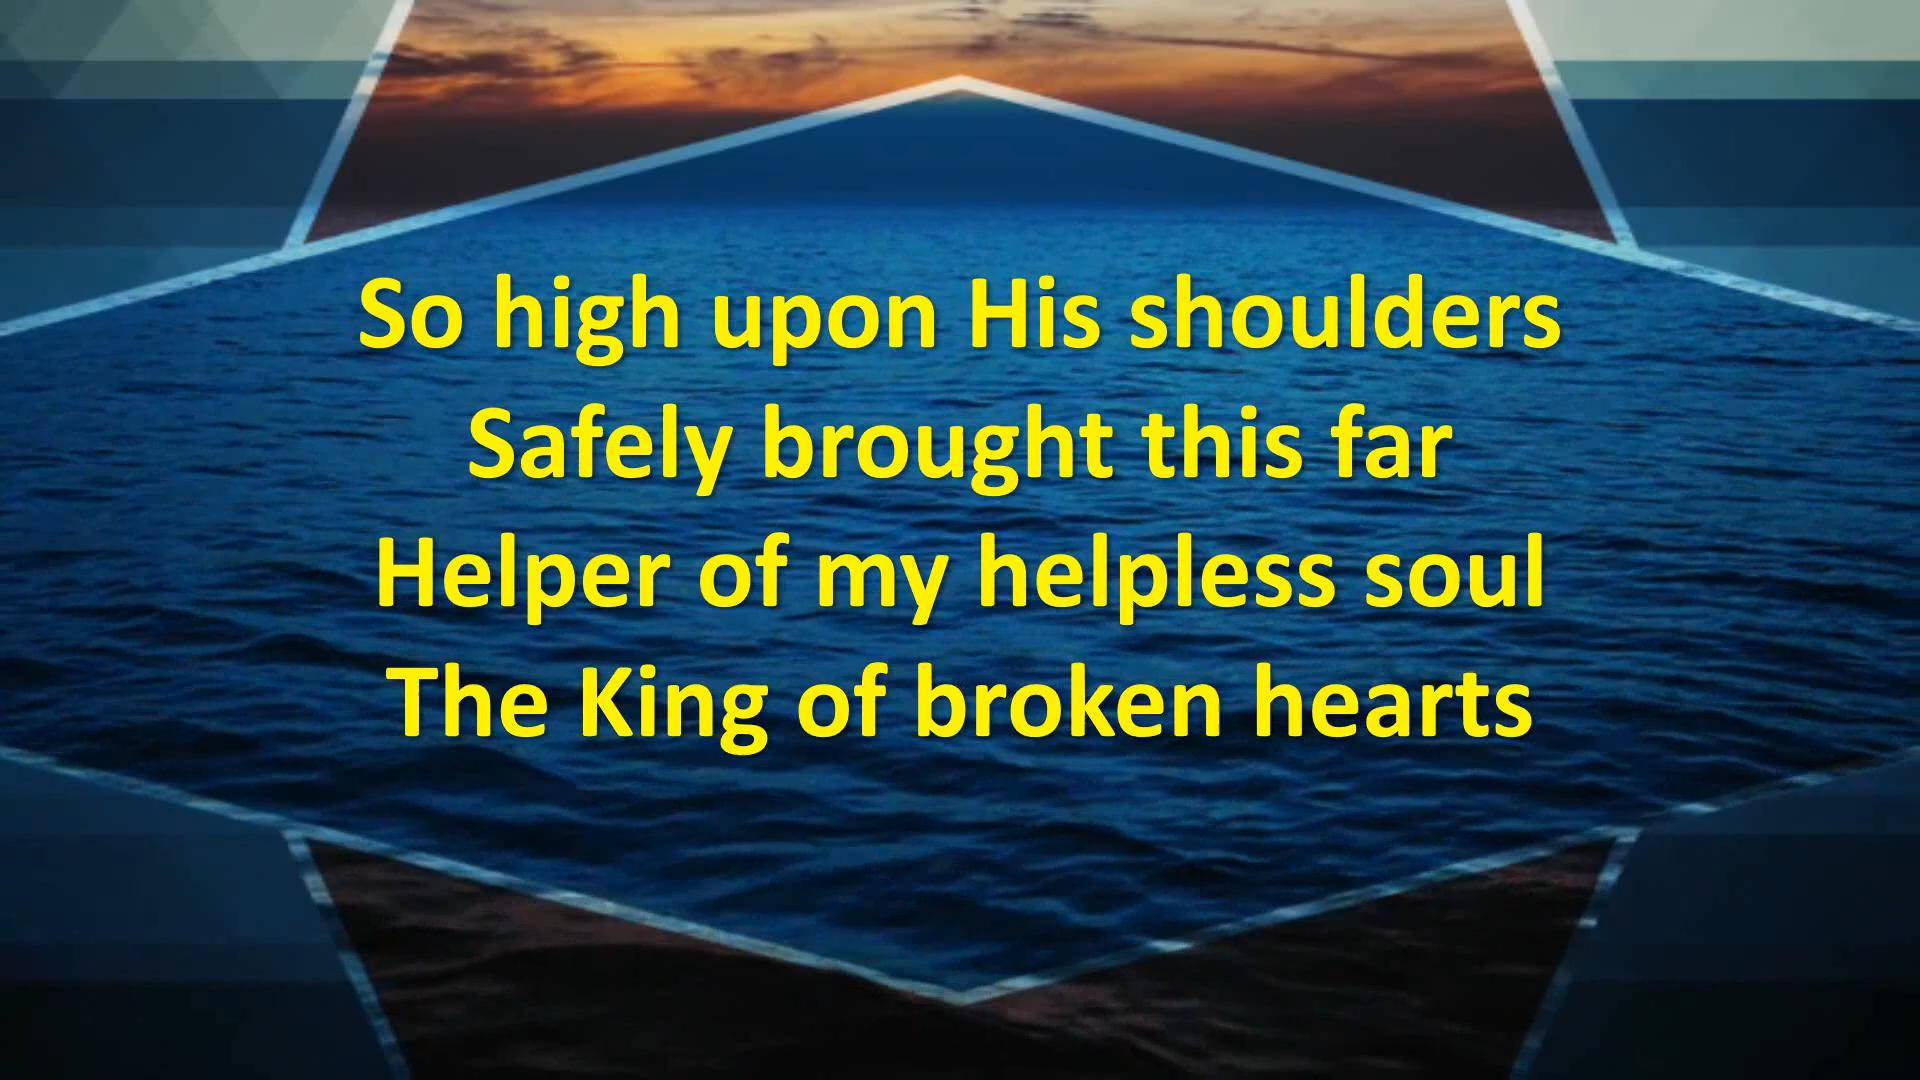 So high upon His shoulders
Safely brought this far
Helper of my helpless soul
The King of broken hearts